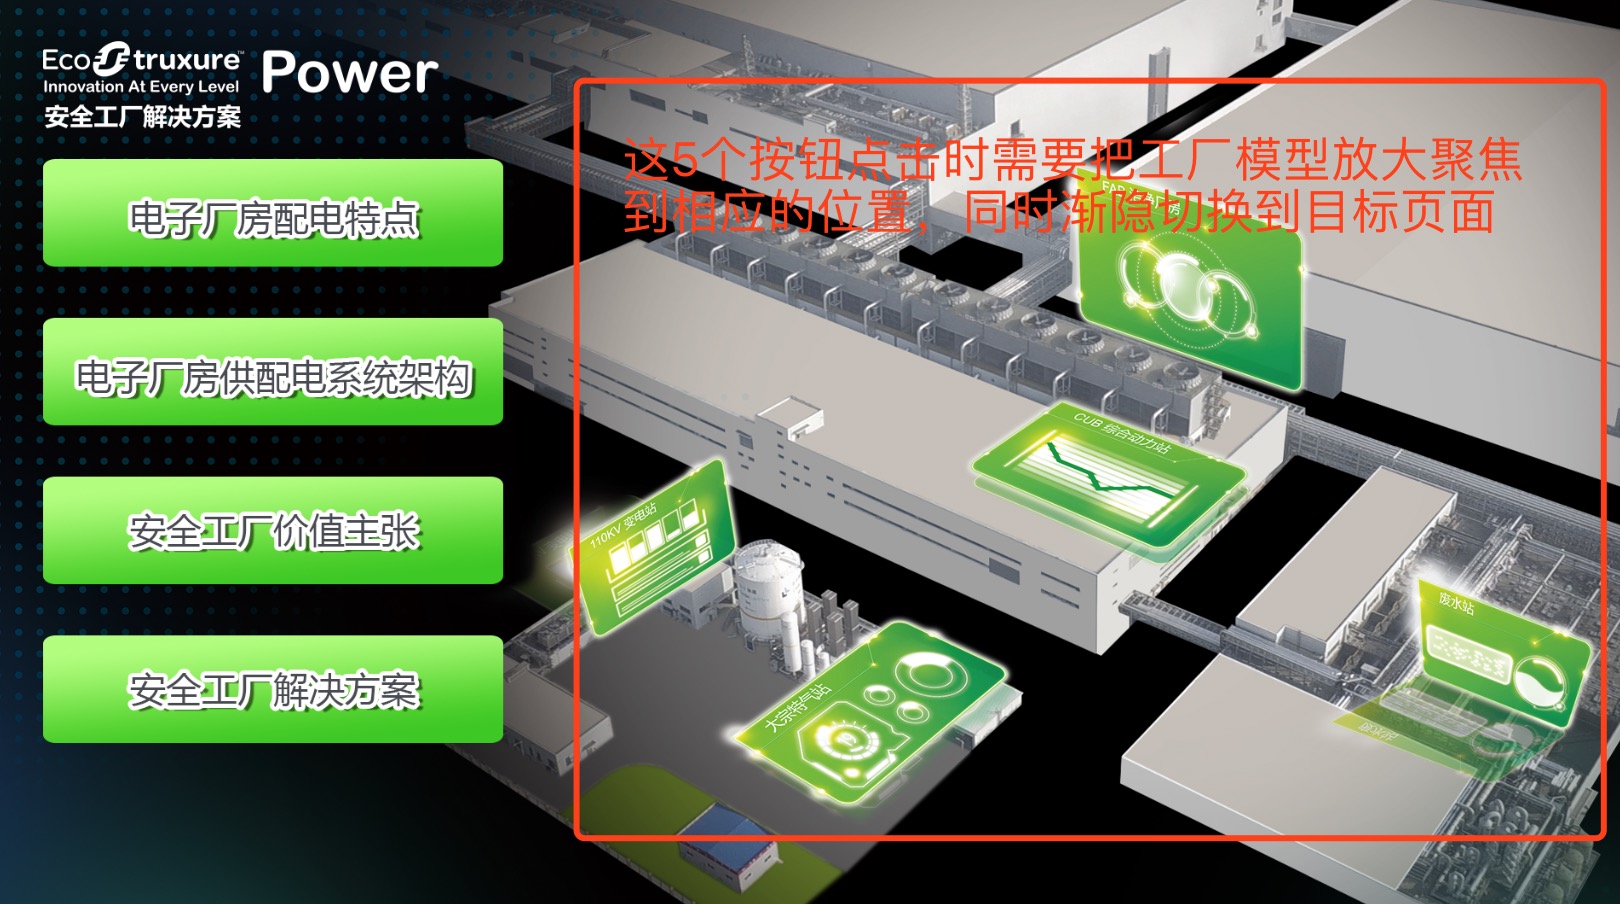 EcoStruxure™ Power
Innovation At Every Level
安全工厂解决方案
电子厂房配电特点
电子厂房供配电系统架构
安全工厂价值主张
安全工厂解决方案
这5个按钮点击时需要把工厂模型放大聚焦
到相应的位置，同时渐隐切换到目标页面
FAB 洁净厂房
CUB 综合动力站
110KV 变电站
大宗特气站
废水站